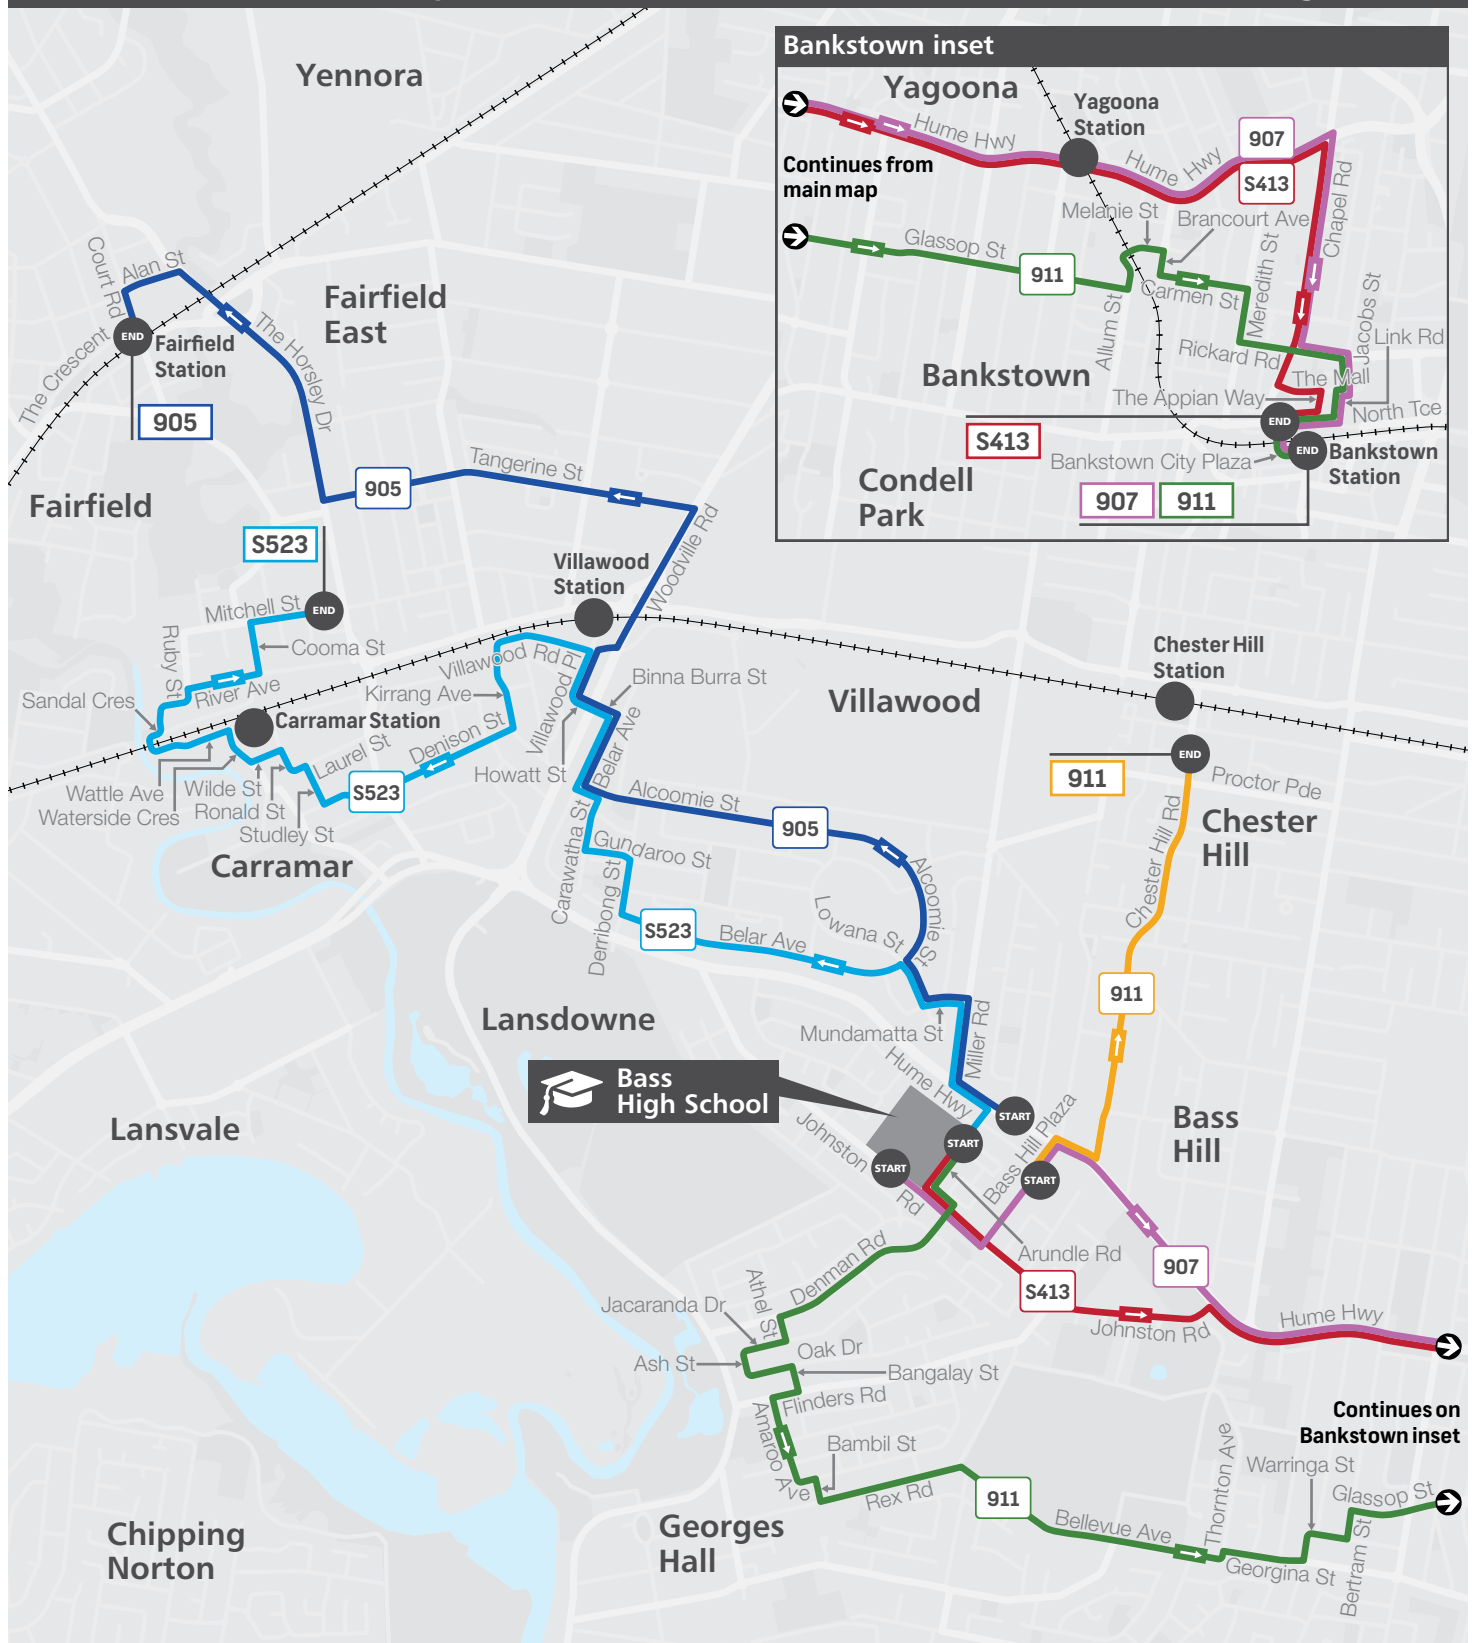 Bankstown inset
Yennora
Yagoona
Yagoona
Station
Hume Hwy
Hume Hwy
907
S413
Chapel Rd
Continues from
main map
Melanie St
Brancourt Ave
Glassop St
911
Carmen St
Meredith St
Allum St
Rickard Rd
Jacobs St
Link Rd
Bankstown
The Mall
The Appian Way
North Tce
END
S413
END
Bankstown
Station
Bankstown City Plaza
Condell
Park
907
911
Court Rd
Alan St
END
Fairfield
Station
The Crescent
905
The Horsley Dr
Fairfield
East
Fairfield
905
Tangerine St
Woodville Rd
S523
Mitchell St
END
Cooma St
Ruby St
River Ave
Sandal Cres
Carramar Station
Villawood
Station
Villawood Rd
Kirrang Ave
Villawood Pl
Binna Burra St
Belar Ave
Howatt St
Denison St
Laurel St
S523
Wattle Ave
Waterside Cres
Wilde St
Ronald St
Studley St
Carramar
Villawood
Chester Hill
Station
END
911
Proctor Pde
Chester
Hill
Chester Hill Rd
Alcoomie St
905
Alcoomie St
Carawatha St
Gundaroo St
Derribong St
S523
Belar Ave
Lowana St
911
Lansdowne
Mundamatta St
Miller Rd
Hume Hwy
Bass
High School
START
START
START
START
Johnston
Rd
Bass Hill Plaza
Bass
Hill
Lansvale
Arundle Rd
907
S413
Johnston Rd
Hume Hwy
Denman Rd
Athel St
Jacaranda Dr
Ash St
Oak Dr
Bangalay St
Flinders Rd
Amaroo Ave
Bambil St
Rex Rd
911
Bellevue Ave
Continues on
Bankstown inset
Thornton Ave
Warringa St
Glassop St
Georgina St
Bertram St
Georges
Hall
Chipping
Norton